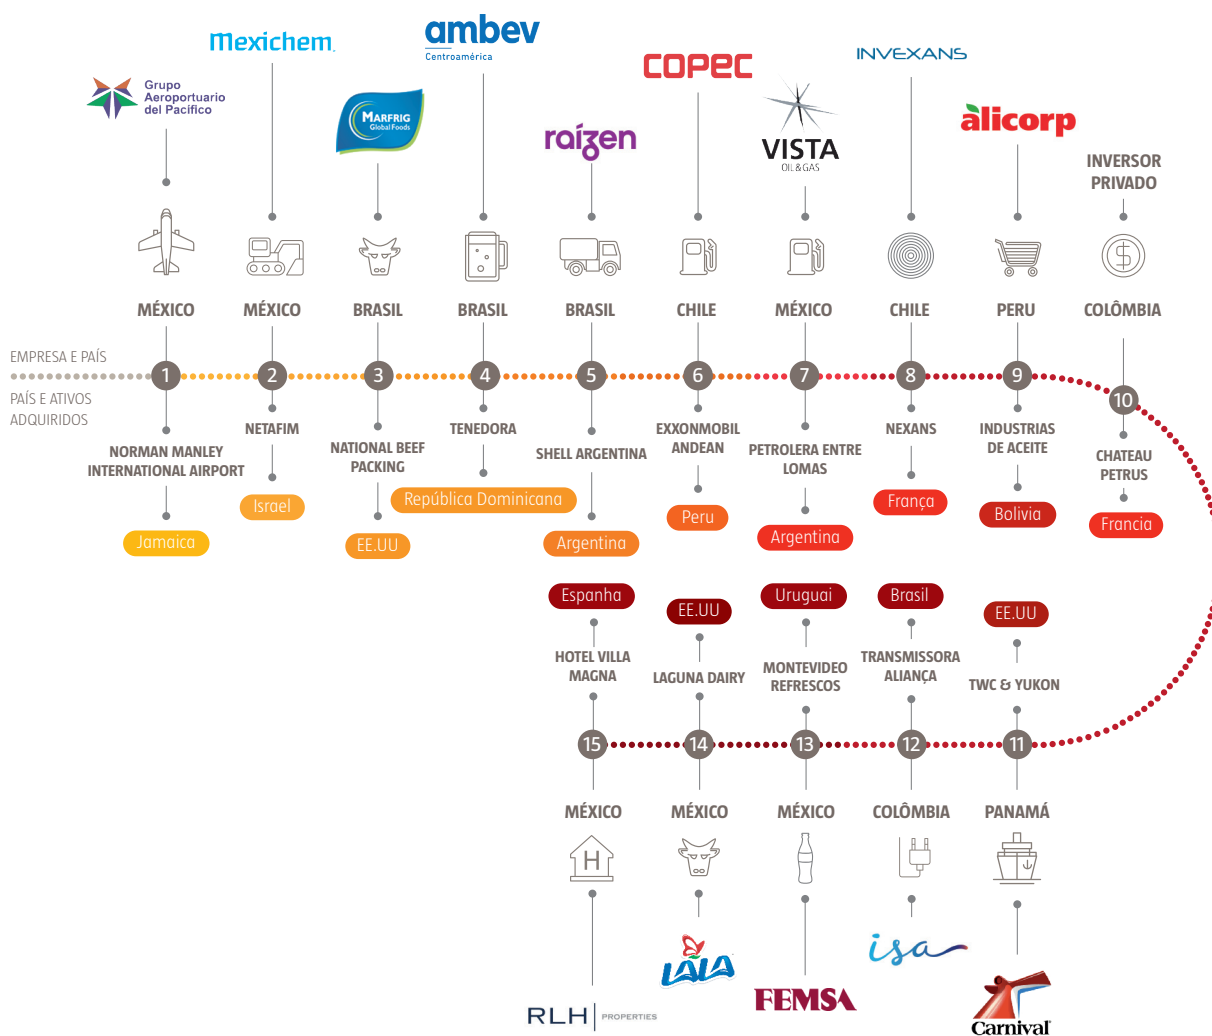 Mexichem.
ambev
Centroamérica
Grupo
Aeroportuario
del Pacífico
MARFRIG
Global Foods
raízen
COPEC
VISTA
OIL & GAS
INVEXANS
alicorp
INVERSOR
PRIVADO
$
MÉXICO
MÉXICO
BRASIL
BRASIL
BRASIL
CHILE
MÉXICO
CHILE
PERU
COLÔMBIA
EMPRESA E PAÍS
1
2
3
4
5
6
7
8
9
10
PAÍS E ATIVOS
ADQUIRIDOS
NORMAN MANLEY
INTERNATIONAL AIRPORT
Jamaica
NETAFIM
Israel
NATIONAL BEEF
PACKING
EE.UU
TENEDORA
República Dominicana
SHELL ARGENTINA
Argentina
EXXONMOBIL
ANDEAN
Peru
PETROLERA ENTRE
LOMAS
Argentina
NEXANS
França
INDUSTRIAS
DE ACEITE
Bolivia
CHATEAU
PETRUS
Francia
Espanha
HOTEL VILLA
MAGNA
EE.UU
LAGUNA DAIRY
Uruguai
MONTEVIDEO
REFRESCOS
Brasil
TRANSMISSORA
ALIANÇA
EE.UU
TWC & YUKON
15
14
13
12
11
MÉXICO
MÉXICO
MÉXICO
COLÔMBIA
PANAMÁ
H
RLH PROPERTIES
LALA
FEMSA
isa
Carnival